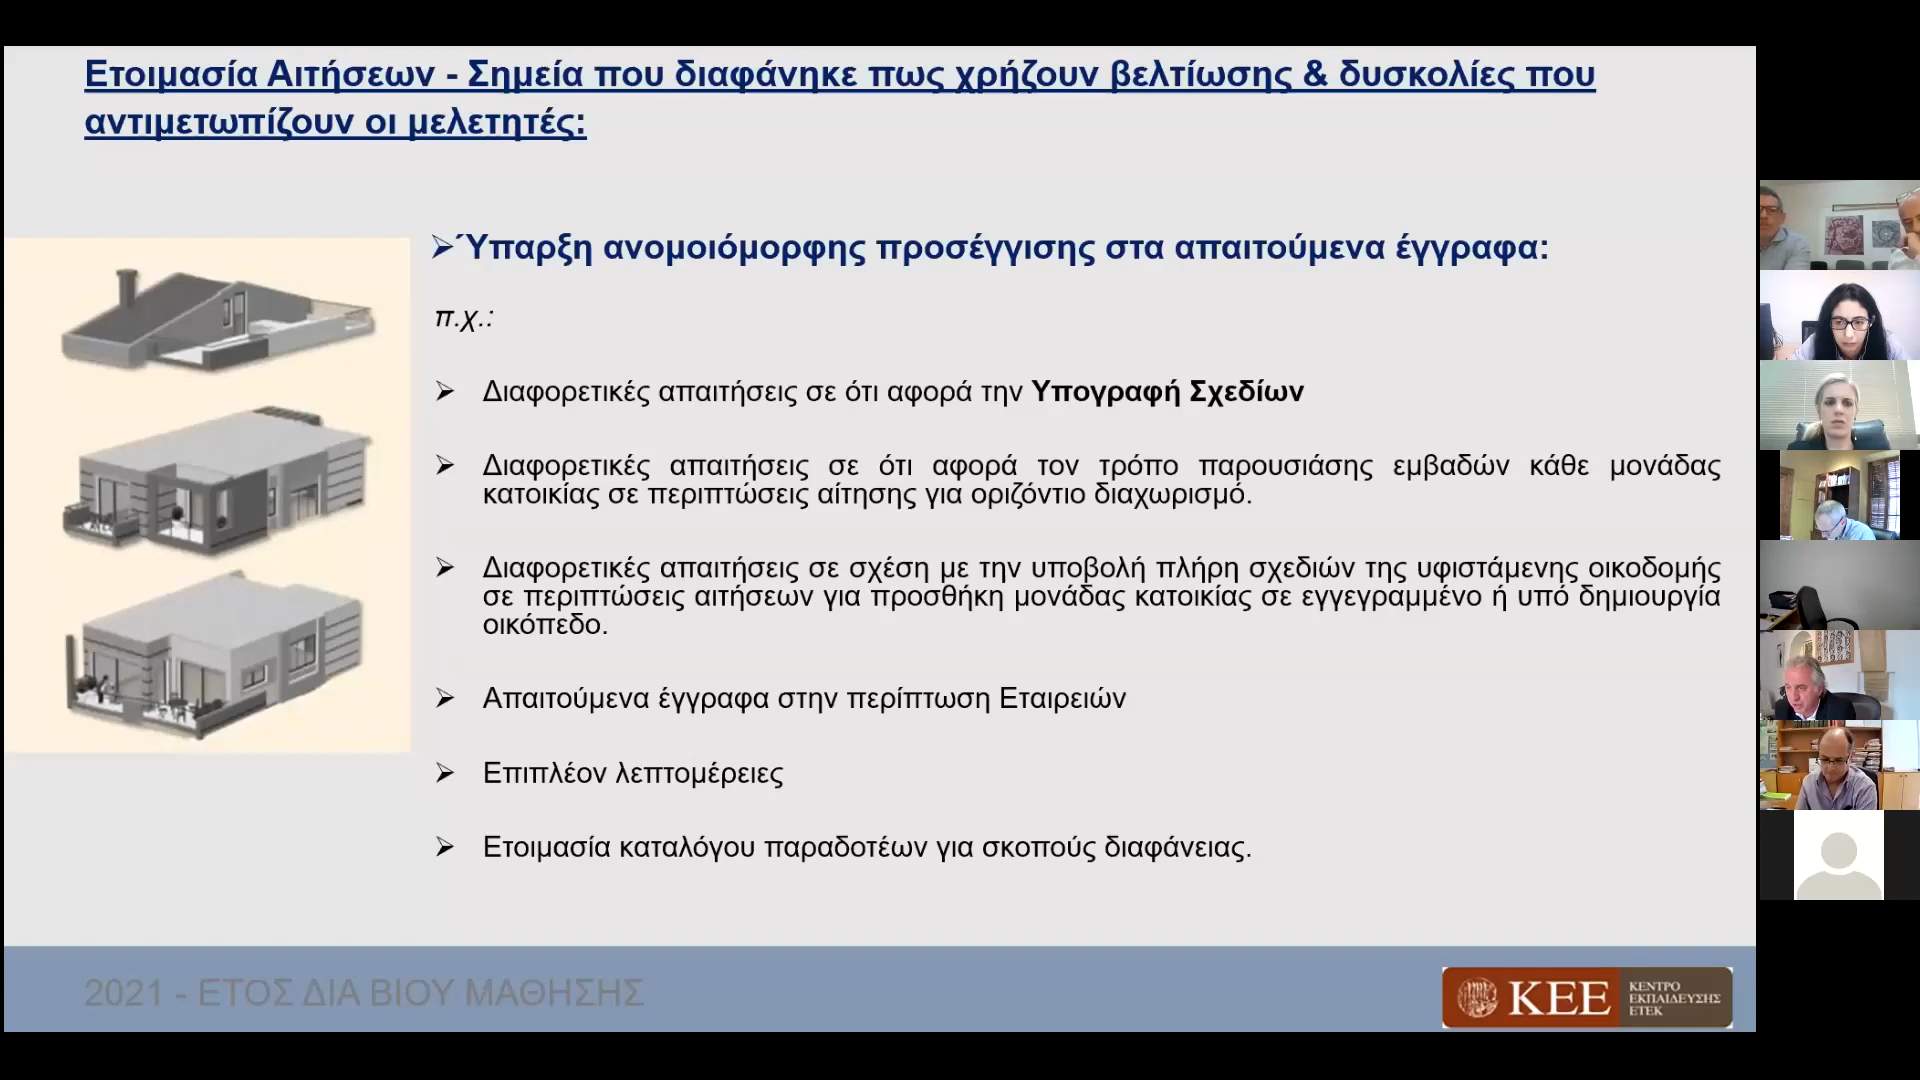 Ετοιμασία Αιτήσεων - Σημεία που διαφάνηκε πως χρήζουν βελτίωσης & δυσκολίες που
αντιμετωπίζουν οι μελετητές:
➢Ύπαρξη ανομοιόμορφης προσέγγισης στα απαιτούμενα έγγραφα:
π.χ.:
➢ Διαφορετικές απαιτήσεις σε ότι αφορά την Υπογραφή Σχεδίων
➢ Διαφορετικές απαιτήσεις σε ότι αφορά τον τρόπο παρουσιάσης εμβαδών κάθε μονάδας
κατοικίας σε περιπτώσεις αίτησης για οριζόντιο διαχωρισμό.
➢ Διαφορετικές απαιτήσεις σε σχέση με την υποβολή πλήρη σχεδιών της υφιστάμενης οικοδομής
σε περιπτώσεις αιτήσεων για προσθήκη μονάδας κατοικίας σε εγγεγραμμένο ή υπό δημιουργία
οικόπεδο.
➢ Απαιτούμενα έγγραφα στην περίπτωση Εταιρειών
➢ Επιπλέον λεπτομέρειες
➢ Ετοιμασία καταλόγου παραδοτέων για σκοπούς διαφάνειας.
2021 - ΕΤΟΣ ΔΙΑ ΒΙΟΥ ΜΑΘΗΣΗΣ
ΚΕΕ
ΚΕΝΤΡΟ
ΕΚΠΑΙΔΕΥΣΗΣ
ΕΤΕΚ